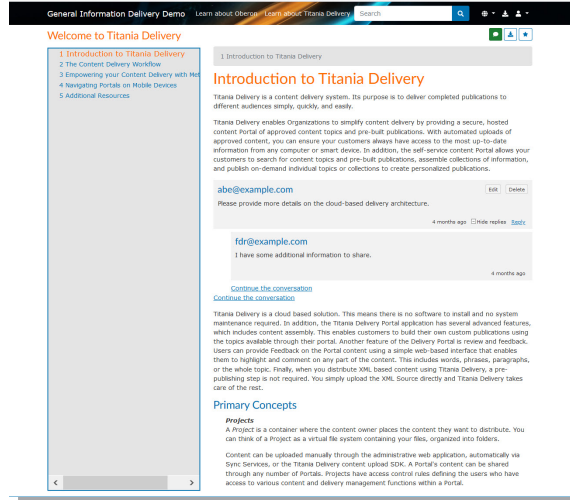 General Information Delivery Demo Learn about Oberon Learn about Titania Delivery Search
Welcome to Titania Delivery
1 Introduction to Titania Delivery
2 The Content Delivery Workflow
3 Empowering your Content Delivery with Met
4 Navigating Portals on Mobile Devices
5 Additional Resources
1 Introduction to Titania Delivery
Introduction to Titania Delivery
Titania Delivery is a content delivery system. Its purpose is to deliver completed publications to
different audiences simply, quickly, and easily.
Titania Delivery enables Organizations to simplify content delivery by providing a secure, hosted
content Portal of approved content topics and pre-built publications. With automated uploads of
approved content, you can ensure your customers always have access to the most up-to-date
information from any computer or smart device. In addition, the self-service content Portal allows your
customers to search for content topics and pre-built publications, assemble collections of information,
and publish on-demand individual topics or collections to create personalized publications.
abe@example.com Edit Delete
Please provide more details on the cloud-based delivery architecture.
4 months ago Hide replies Reply
fdr@example.com
I have some additional information to share.
4 months ago
Continue the conversation
Continue the conversation
Titania Delivery is a cloud based solution. This means there is no software to install and no system
maintenance required. In addition, the Titania Delivery Portal application has several advanced features,
which includes content assembly. This enables customers to build their own custom publications using
the topics available through their portal. Another feature of the Delivery Portal is review and feedback.
Users can provide Feedback on the Portal content using a simple web-based interface that enables
them to highlight and comment on any part of the content. This includes words, phrases, paragraphs,
or the whole topic. Finally, when you distribute XML based content using Titania Delivery, a pre-
publishing step is not required. You simply upload the XML Source directly and Titania Delivery takes
care of the rest.
Primary Concepts
Projects
A Project is a container where the content owner places the content they want to distribute. You
can think of a Project as a virtual file system containing your files, organized into folders.
Content can be uploaded manually through the administrative web application, automatically via
Sync Services, or the Titania Delivery content upload SDK. A Portal's content can be shared
through any number of Portals. Projects have access control rules defining the users who have
access to various content and delivery management functions within a Portal.